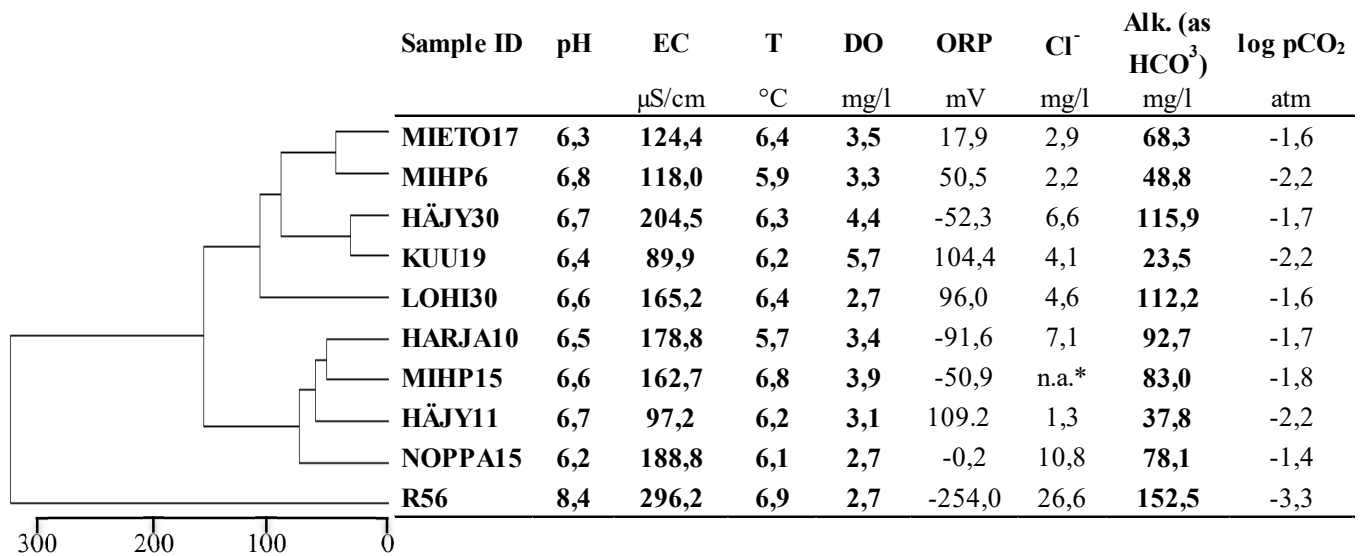 Sample ID pH EC T DO ORP Cl⁻ Alk. (as HCO³) log pCO₂
µS/cm °C mg/l mV mg/l mg/l atm
MIETO17 6,3 124,4 6,4 3,5 17,9 2,9 68,3 -1,6
MIHP6 6,8 118,0 5,9 3,3 50,5 2,2 48,8 -2,2
HÄJY30 6,7 204,5 6,3 4,4 -52,3 6,6 115,9 -1,7
KUU19 6,4 89,9 6,2 5,7 104,4 4,1 23,5 -2,2
LOHI30 6,6 165,2 6,4 2,7 96,0 4,6 112,2 -1,6
HARJA10 6,5 178,8 5,7 3,4 -91,6 7,1 92,7 -1,7
MIHP15 6,6 162,7 6,8 3,9 -50,9 n.a.* 83,0 -1,8
HÄJY11 6,7 97,2 6,2 3,1 109.2 1,3 37,8 -2,2
NOPPA15 6,2 188,8 6,1 2,7 -0,2 10,8 78,1 -1,4
R56 8,4 296,2 6,9 2,7 -254,0 26,6 152,5 -3,3
300 200 100 0